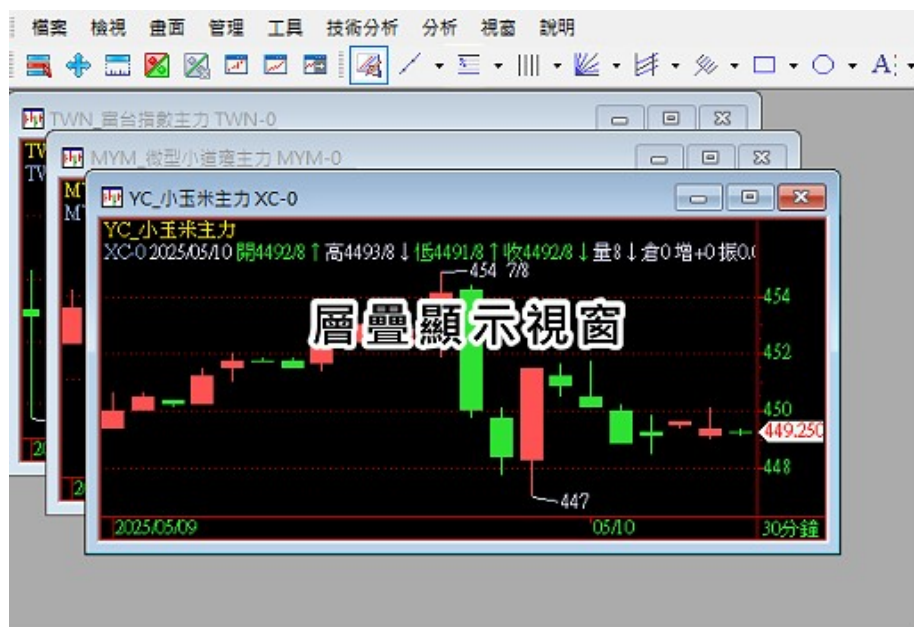 檔案 檢視 畫面 管理 工具 技術分析 分析 視窗 說明
A
TWN_富台指數主力 TWN-0
MYM_微型小道瓊主力 MYM-0
YC_小玉米主力 XC-0
YC_小玉米主力
XC-0 2025/05/10 開4492/8↑高4493/8↓低4491/8↑收4492/8↓量8↓倉0增+0振0.
454 7/8
層疊顯示視窗
454
452
450
449.250
448
447
2025/05/09 05/10 30分鐘